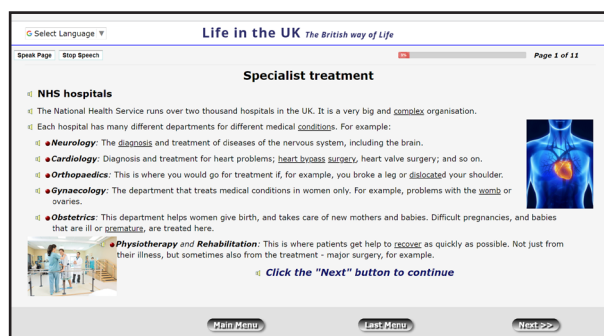 G Select Language ▼
Life in the UK The British way of Life
Speak Page Stop Speech
Page 1 of 11
Specialist treatment
NHS hospitals
The National Health Service runs over two thousand hospitals in the UK. It is a very big and complex organisation.
Each hospital has many different departments for different medical conditions. For example:
Neurology: The diagnosis and treatment of diseases of the nervous system, including the brain.
Cardiology: Diagnosis and treatment for heart problems; heart bypass surgery, heart valve surgery; and so on.
Orthopaedics: This is where you would go for treatment if, for example, you broke a leg or dislocated your shoulder.
Gynaecology: The department that treats medical conditions in women only. For example, problems with the womb or
ovaries.
Obstetrics: This department helps women give birth, and takes care of new mothers and babies. Difficult pregnancies, and babies
that are ill or premature, are treated here.
Physiotherapy and Rehabilitation: This is where patients get help to recover as quickly as possible. Not just from
their illness, but sometimes also from the treatment - major surgery, for example.
Click the "Next" button to continue
Main Menu Last Menu Next >>